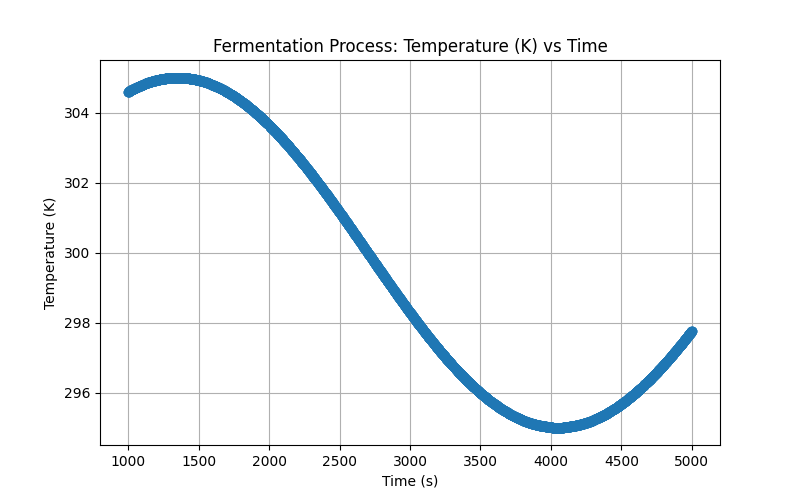 Fermentation Process: Temperature (K) vs Time
304
302
300
298
296
Temperature (K)
1000 1500 2000 2500 3000 3500 4000 4500 5000
Time (s)